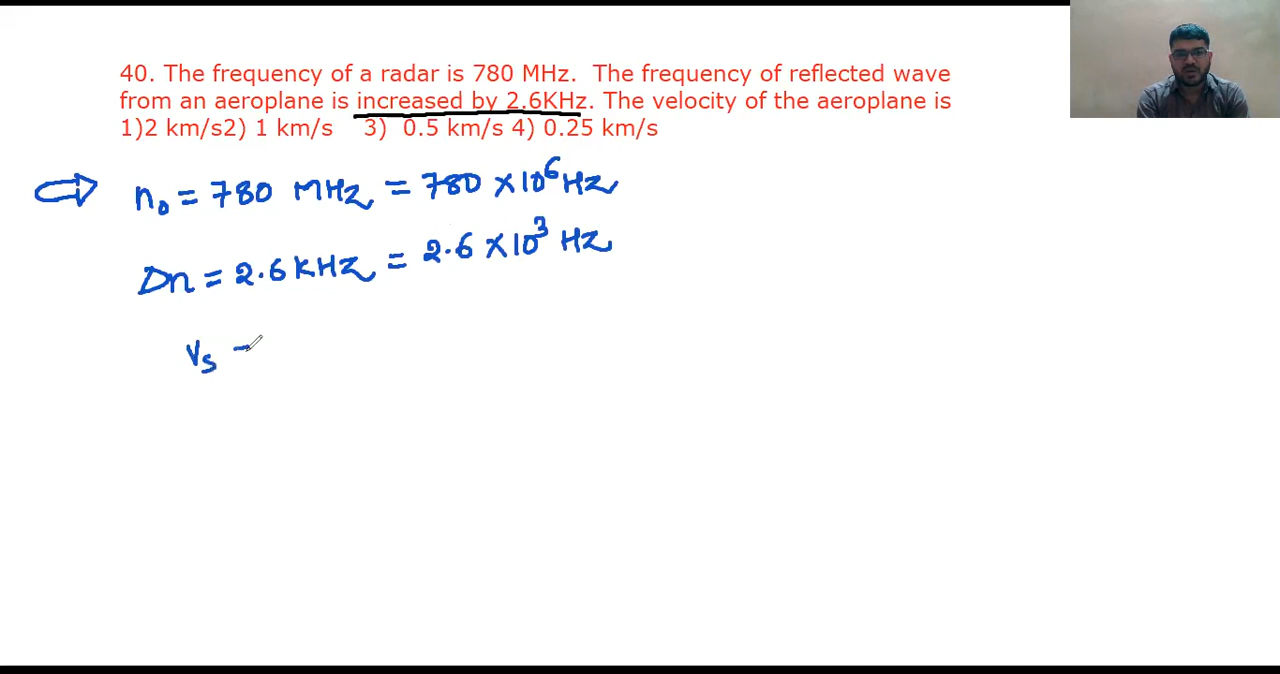 40. The frequency of a radar is 780 MHz. The frequency of reflected wave
from an aeroplane is increased by 2.6KHz. The velocity of the aeroplane is
1)2 km/s2) 1 km/s 3) 0.5 km/s 4) 0.25 km/s
n₀ = 780 MHz = 780 × 10⁶ Hz
Δn = 2.6 KHz = 2.6 × 10³ Hz
Vs -